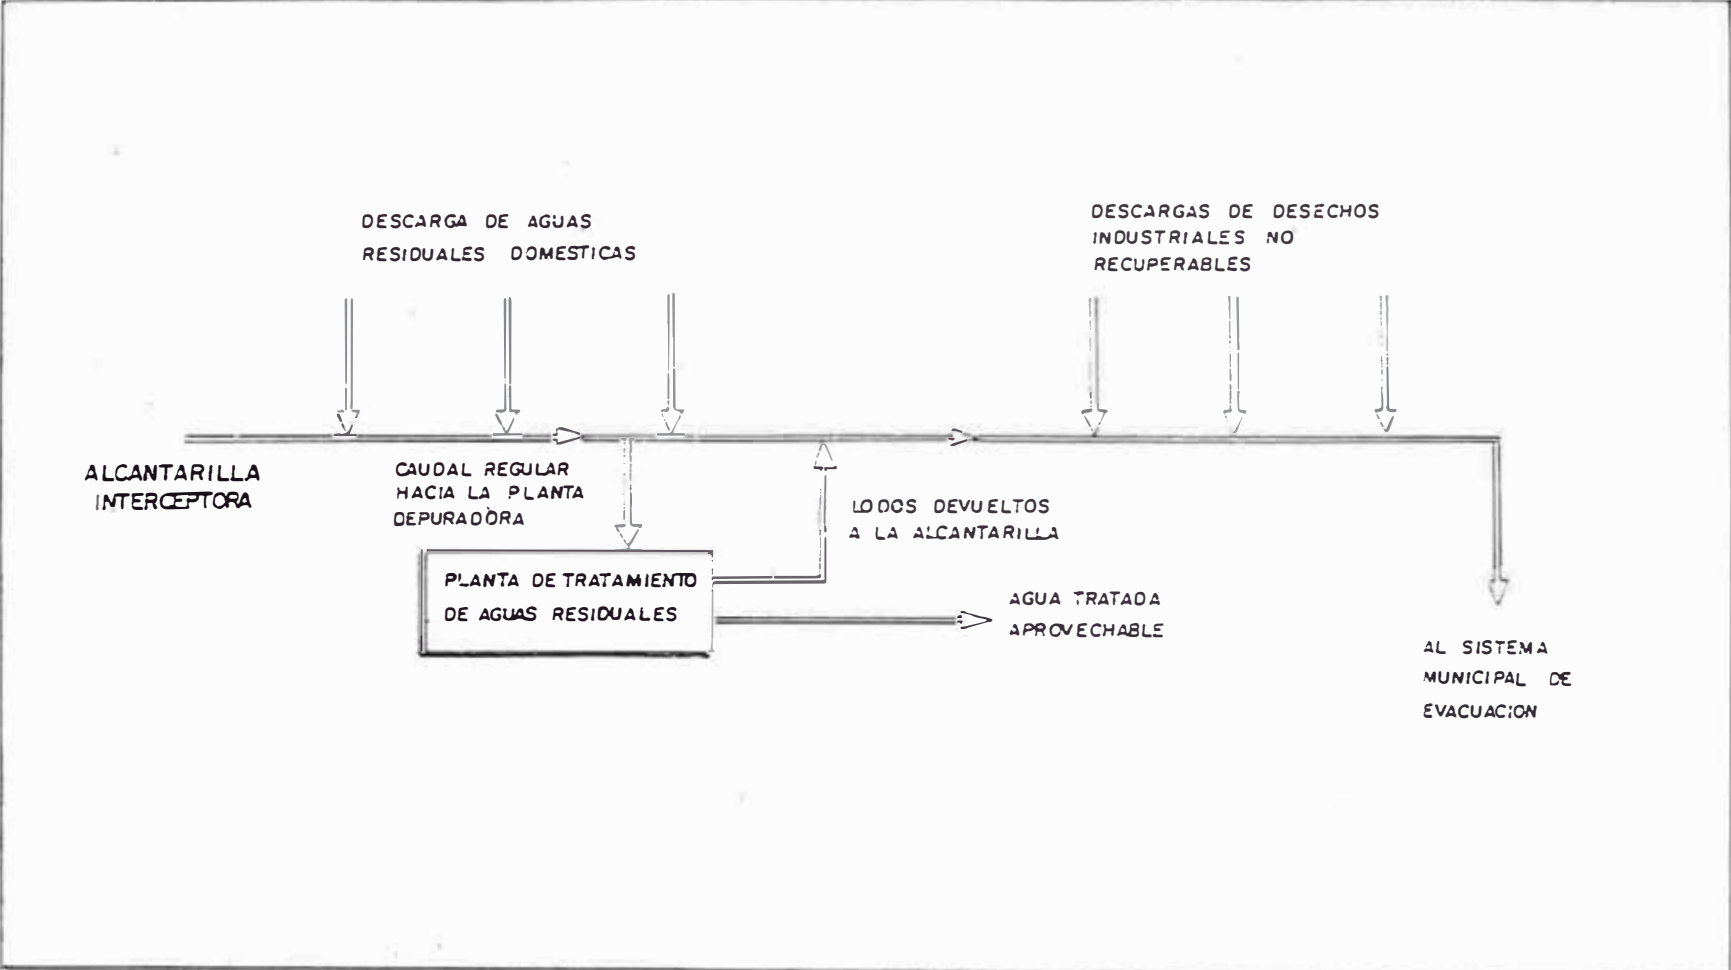 DESCARGA DE AGUAS
RESIDUALES DOMESTICAS
DESCARGAS DE DESECHOS
INDUSTRIALES NO
RECUPERABLES
ALCANTARILLA
INTERCEPTORA
CAUDAL REGULAR
HACIA LA PLANTA
DEPURADORA
LODOS DEVUELTOS
A LA ALCANTARILLA
PLANTA DE TRATAMIENTO
DE AGUAS RESIDUALES
AGUA TRATADA
APROVECHABLE
AL SISTEMA
MUNICIPAL DE
EVACUACION